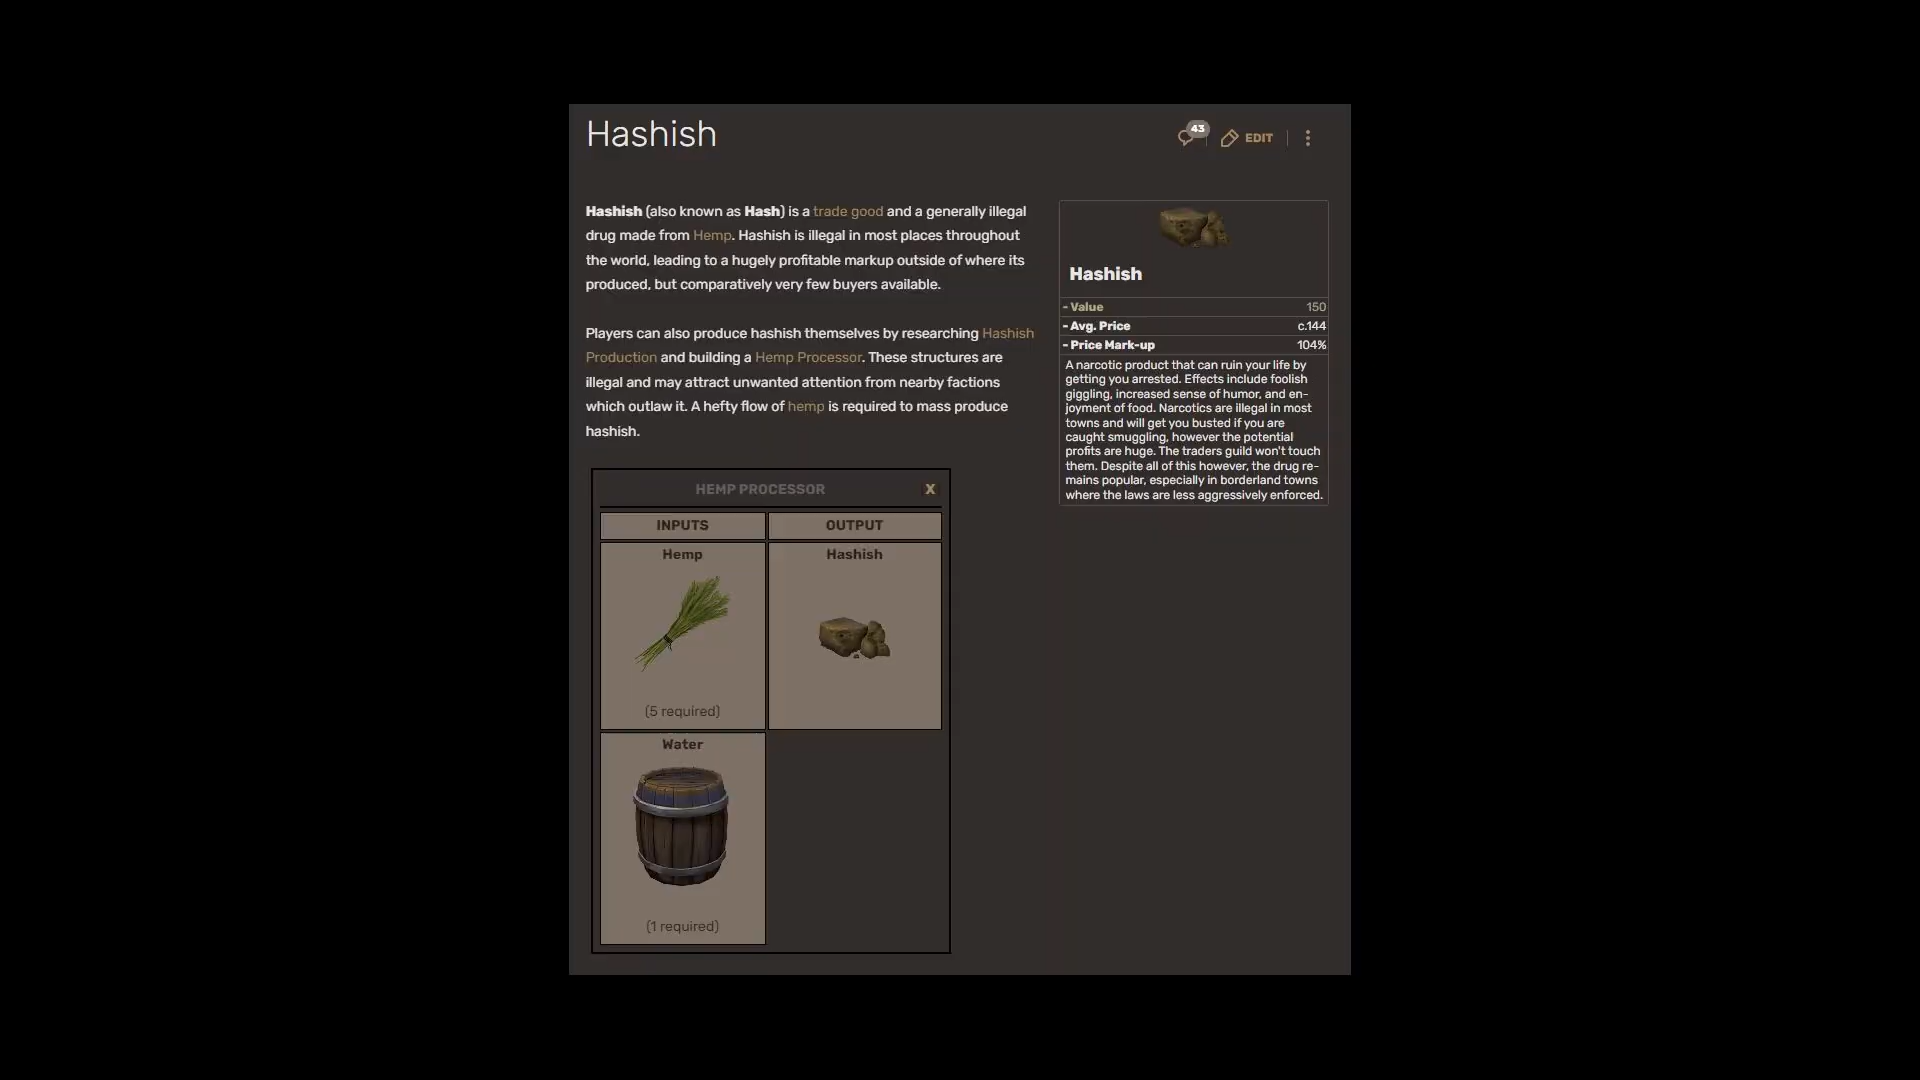 Hashish
43
EDIT
Hashish (also known as Hash) is a trade good and a generally illegal
drug made from Hemp. Hashish is illegal in most places throughout
the world, leading to a hugely profitable markup outside of where its
produced, but comparatively very few buyers available.
Players can also produce hashish themselves by researching Hashish
Production and building a Hemp Processor. These structures are
illegal and may attract unwanted attention from nearby factions
which outlaw it. A hefty flow of hemp is required to mass produce
hashish.
HEMP PROCESSOR X
INPUTS OUTPUT
Hemp Hashish
(5 required)
Water
(1 required)
Hashish
- Value 150
- Avg. Price c.144
- Price Mark-up 104%
A narcotic product that can ruin your life by
getting you arrested. Effects include foolish
giggling, increased sense of humor, and en-
joyment of food. Narcotics are illegal in most
towns and will get you busted if you are
caught smuggling, however the potential
profits are huge. The traders guild won't touch
them. Despite all of this however, the drug re-
mains popular, especially in borderland towns
where the laws are less aggressively enforced.